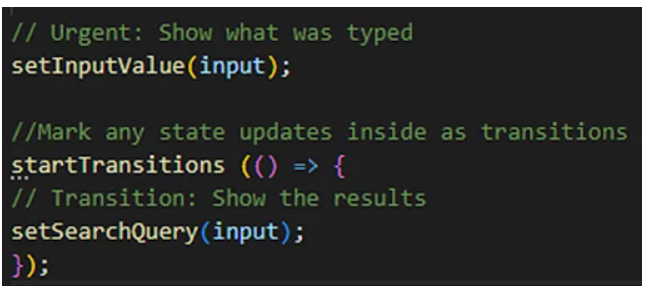 // Urgent: Show what was typed
setInputValue(input);
//Mark any state updates inside as transitions
startTransitions (() => {
// Transition: Show the results
setSearchQuery(input);
});